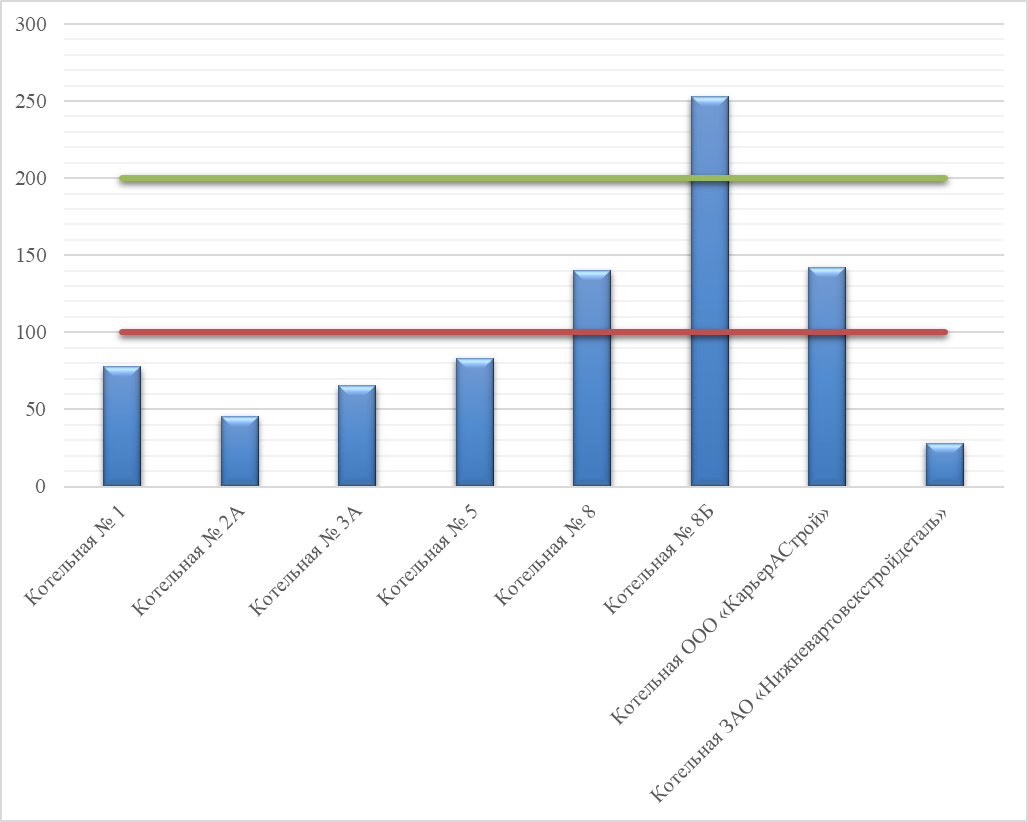 300
250
200
150
100
50
0
Котельная № 1
Котельная № 2А
Котельная № 3А
Котельная № 5
Котельная № 8
Котельная № 8Б
Котельная ООО «КарьерАСтрой»
Котельная ЗАО «Нижневартовскстройдеталь»